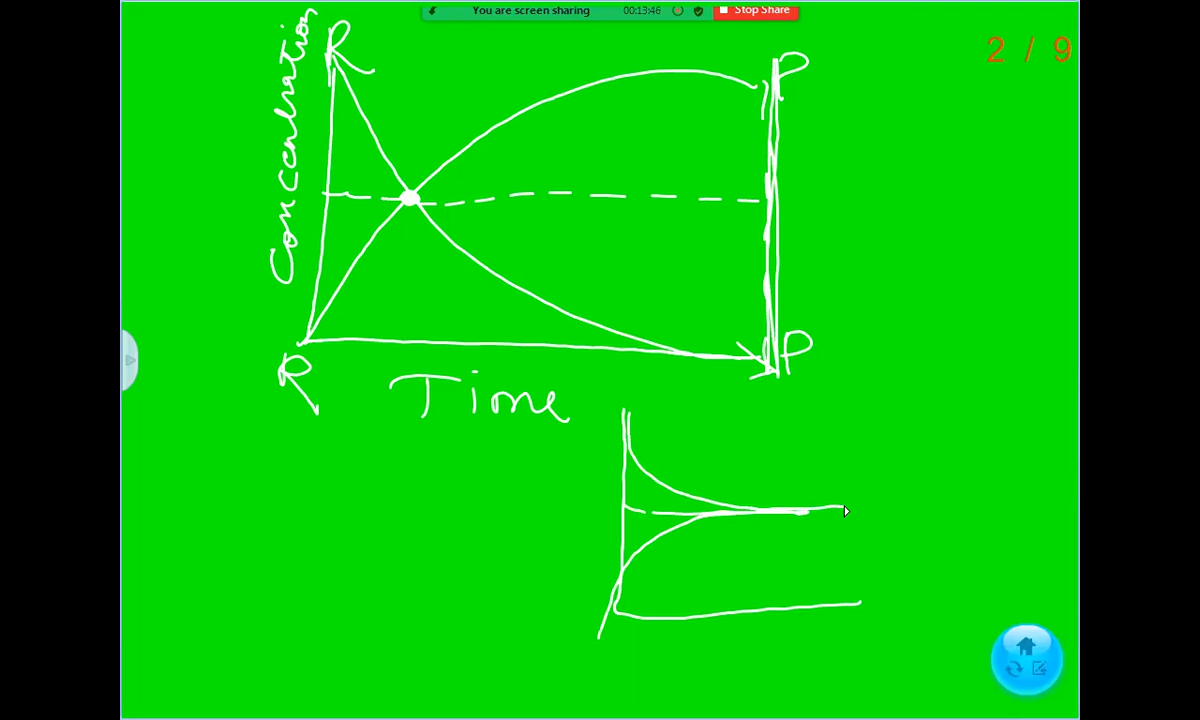 You are screen sharing 00:13:46 Stop Share
2 / 9
Concentration
R
P
P
Time